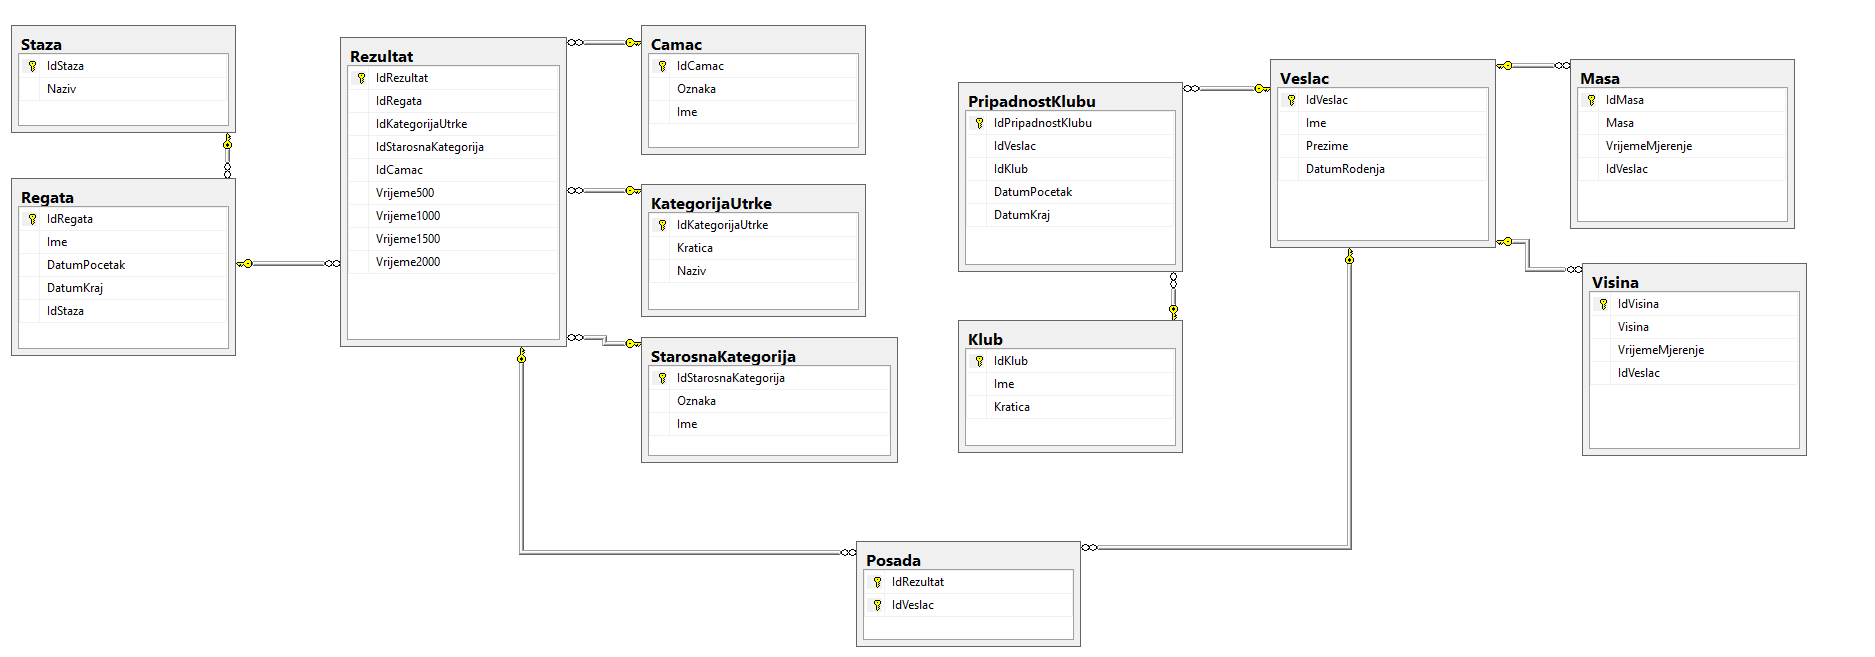 Staza
IdStaza
Naziv
Regata
IdRegata
Ime
DatumPocetak
DatumKraj
IdStaza
Rezultat
IdRezultat
IdRegata
IdKategorijaUtrke
IdStarosnaKategorija
IdCamac
Vrijeme500
Vrijeme1000
Vrijeme1500
Vrijeme2000
Camac
IdCamac
Oznaka
Ime
KategorijaUtrke
IdKategorijaUtrke
Kratica
Naziv
StarosnaKategorija
IdStarosnaKategorija
Oznaka
Ime
PripadnostKlubu
IdPripadnostKlubu
IdVeslac
IdKlub
DatumPocetak
DatumKraj
Klub
IdKlub
Ime
Kratica
Veslac
IdVeslac
Ime
Prezime
DatumRodenja
Masa
IdMasa
Masa
VrijemeMjerenje
IdVeslac
Visina
IdVisina
Visina
VrijemeMjerenje
IdVeslac
Posada
IdRezultat
IdVeslac